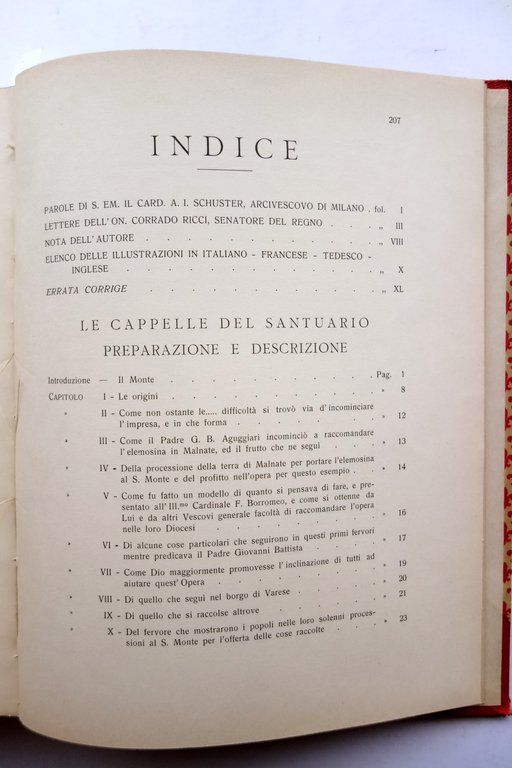 207
INDICE
PAROLE DI S. EM. IL CARD. A. I. SCHUSTER, ARCIVESCOVO DI MILANO . fol. I
LETTERE DELL'ON. CORRADO RICCI, SENATORE DEL REGNO . . . „ III
NOTA DELL'AUTORE . . . . . . . . . . . „ VIII
ELENCO DELLE ILLUSTRAZIONI IN ITALIANO - FRANCESE - TEDESCO -
INGLESE . . . . . . . . . . . . „ X
ERRATA CORRIGE . . . . . . . . . . . „ XL
LE CAPPELLE DEL SANTUARIO
PREPARAZIONE E DESCRIZIONE
Introduzione — Il Monte . . . . . . . . . . Pag. 1
CAPITOLO I - Le origini . . . . . . . . . . „ 8
„ II - Come non ostante le..... difficoltà si trovò via d'incominciare
l'impresa, e in che forma . . . . . . . „ 12
„ III - Come il Padre G. B. Aguggiari incominciò a raccomandare
l'elemosina in Malnate, ed il frutto che ne seguì . . . „ 13
„ IV - Della processione della terra di Malnate per portare l'elemosina
al S. Monte e del profitto nell'opera per questo esempio . . „ 14
„ V - Come fu fatto un modello di quanto si pensava di fare, e pre-
sentato all'Ill.mo Cardinale F. Borromeo, e come si ottenne da
Lui e da altri Vescovi generale facoltà di raccomandare l'opera
nelle loro Diocesi . . . . . . . . „ 16
„ VI - Di alcune cose particolari che seguirono in questi primi fervori
mentre predicava il Padre Giovanni Battista . . . . „ 17
„ VII - Come Dio maggiormente promovesse l'inclinazione di tutti ad
aiutare quest'Opera . . . . . . . „ 19
„ VIII - Di quello che seguì nel borgo di Varese . . . . . „ 20
„ IX - Di quello che si raccolse altrove . . . . . . „ 21
„ X - Del fervore che mostrarono i popoli nelle loro solenni proces-
sioni al S. Monte per l'offerta delle cose raccolte . . . „ 23